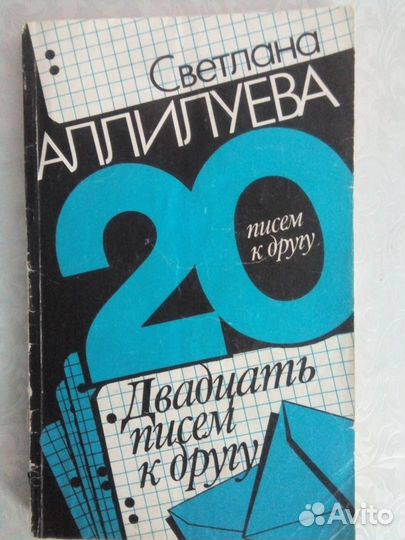 Светлана
АЛЛИЛУЕВА
20
писем
к другу
Двадцать
писем
к другу
Avito